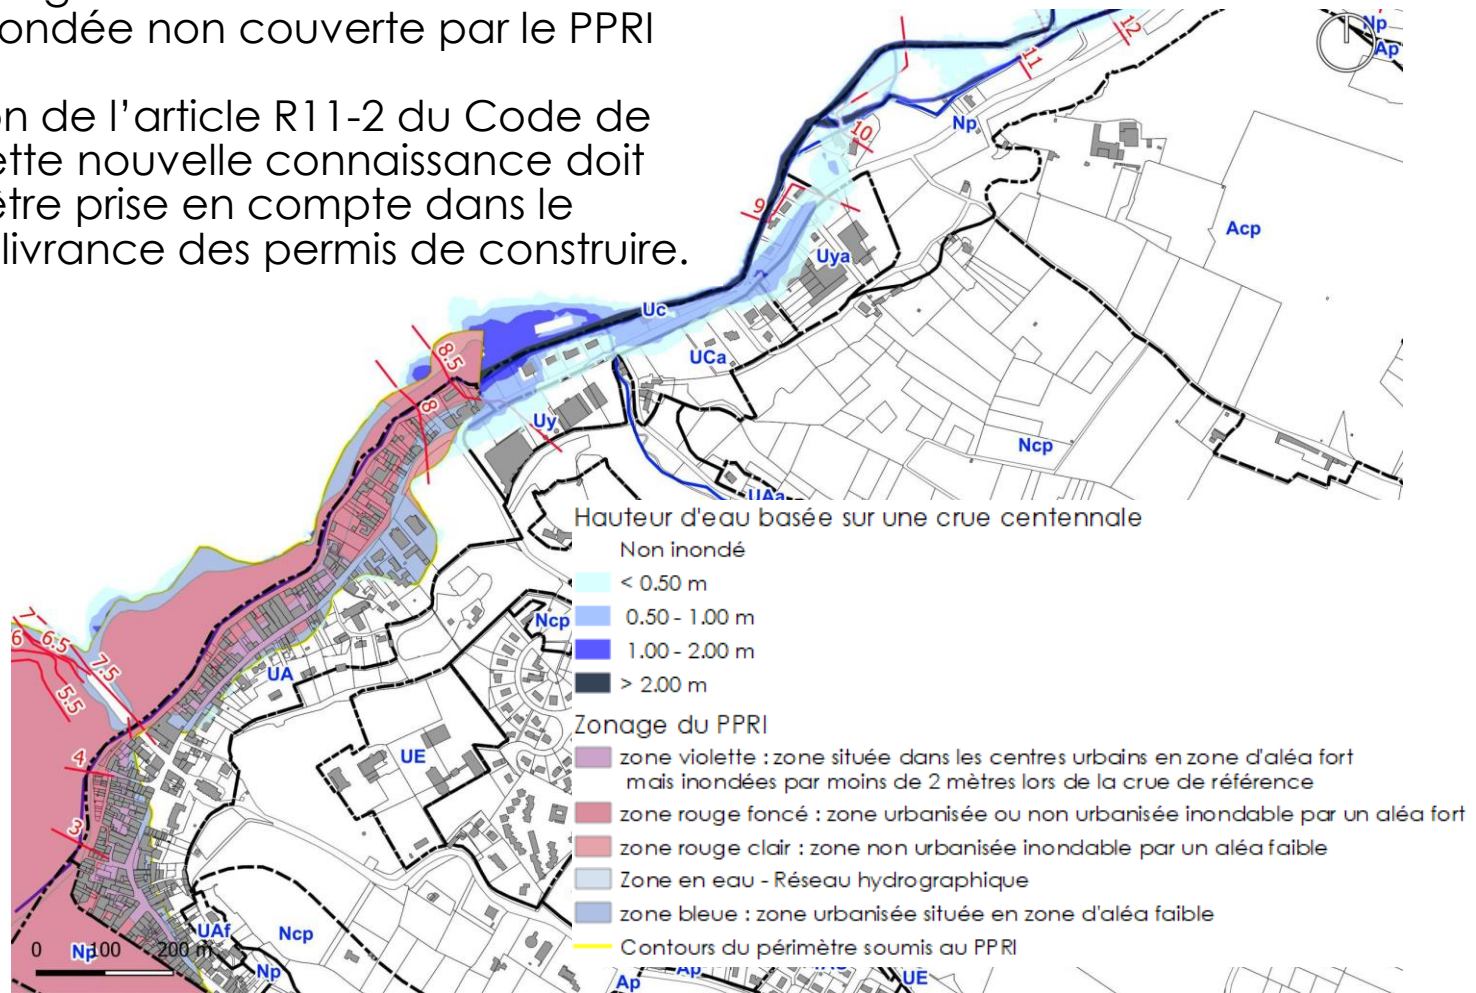 ondée non couverte par le PPRI
on de l'article R11-2 du Code de
ette nouvelle connaissance doit
être prise en compte dans le
livrance des permis de construire.
12
Np
Ap
11
Np
10
9
Acp
Uya
Uc
8.5
UCa
8
Uy
Ncp
UAa
Hauteur d'eau basée sur une crue centennale
Non inondé
< 0.50 m
0.50 - 1.00 m
1.00 - 2.00 m
> 2.00 m
Zonage du PPRI
zone violette : zone située dans les centres urbains en zone d'aléa fort
mais inondées par moins de 2 mètres lors de la crue de référence
zone rouge foncé : zone urbanisée ou non urbanisée inondable par un aléa fort
zone rouge clair : zone non urbanisée inondable par un aléa faible
Zone en eau - Réseau hydrographique
zone bleue : zone urbanisée située en zone d'aléa faible
Contours du périmètre soumis au PPRI
Ncp
7
6
6.5
7.5
5.5
UA
UE
4
3
UAf
Ncp
Np
0 100 200 m
Np
Ap
Ap
UE